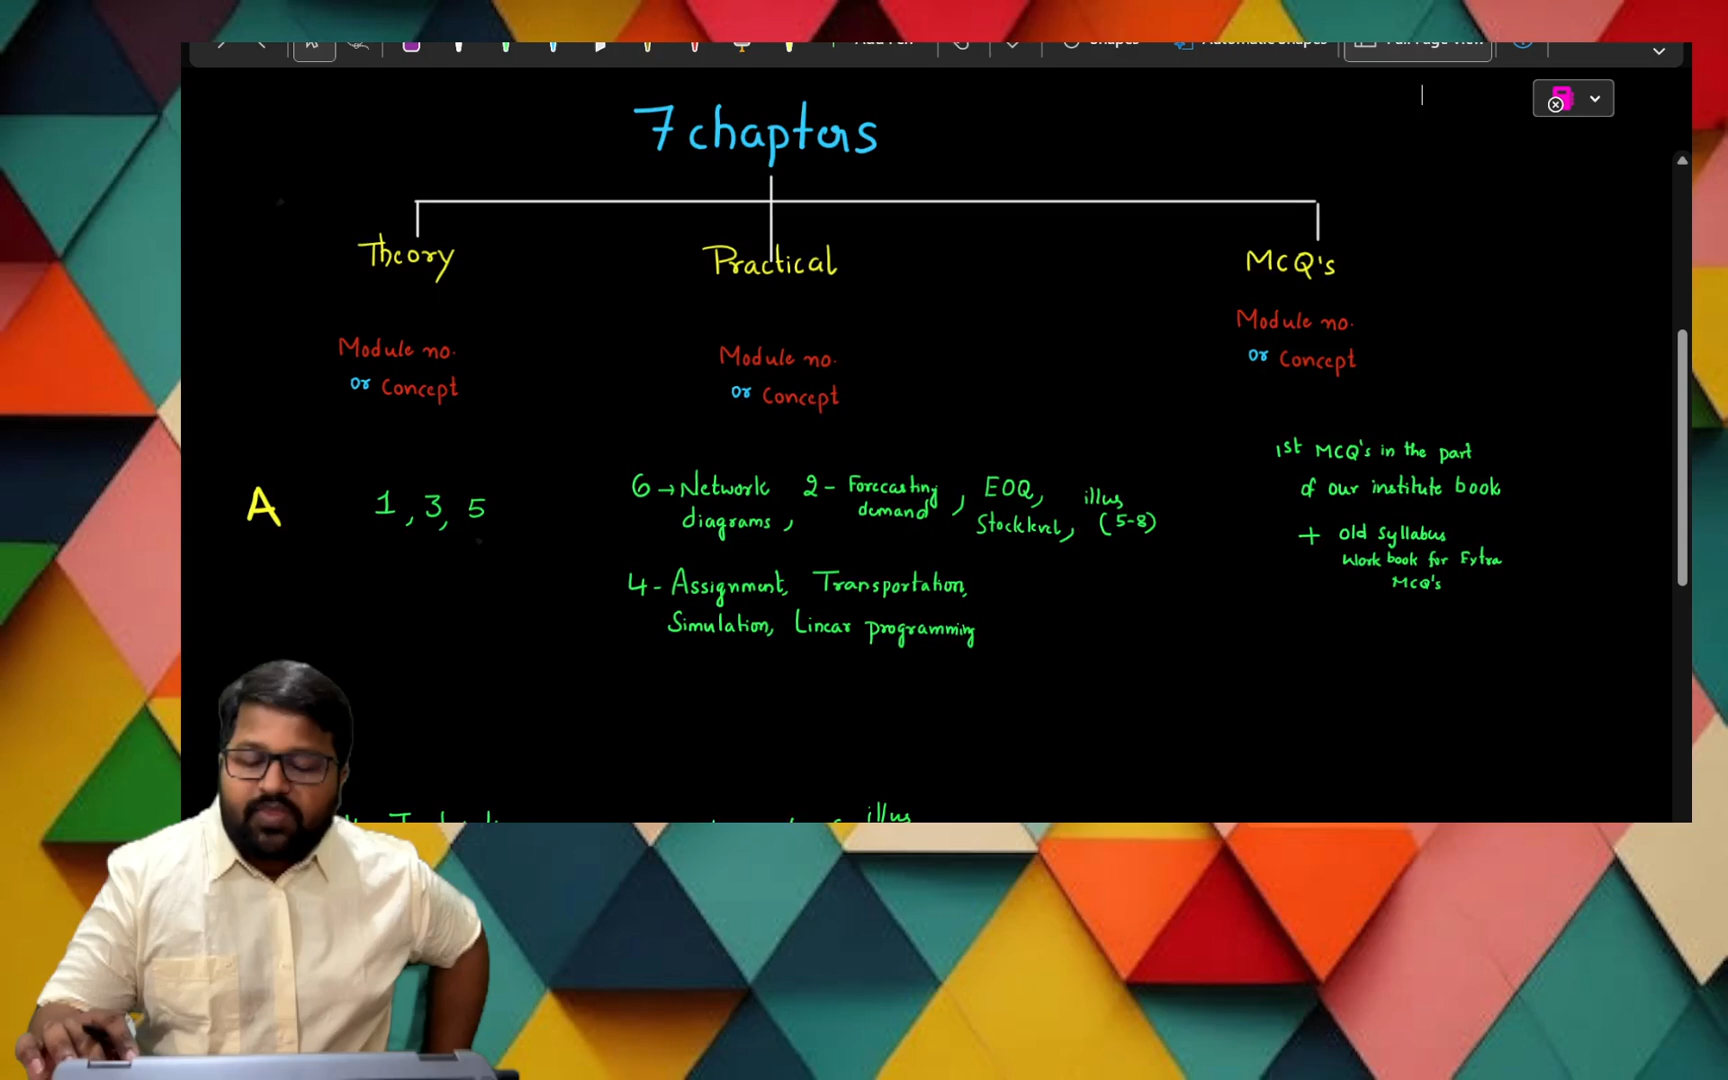 7 chapters
Theory
Practical
MCQ's
Module no.
or Concept
Module no.
or Concept
Module no.
or Concept
A
1, 3, 5
6 → Network diagrams,
2 - Forecasting demand,
EOQ,
Stock level,
illus (5-8)
4 - Assignment, Transportation,
Simulation, Linear programming
1st MCQ's in the part
of our institute book
+ old Syllabus
Work book for Extra
MCQ's
illus